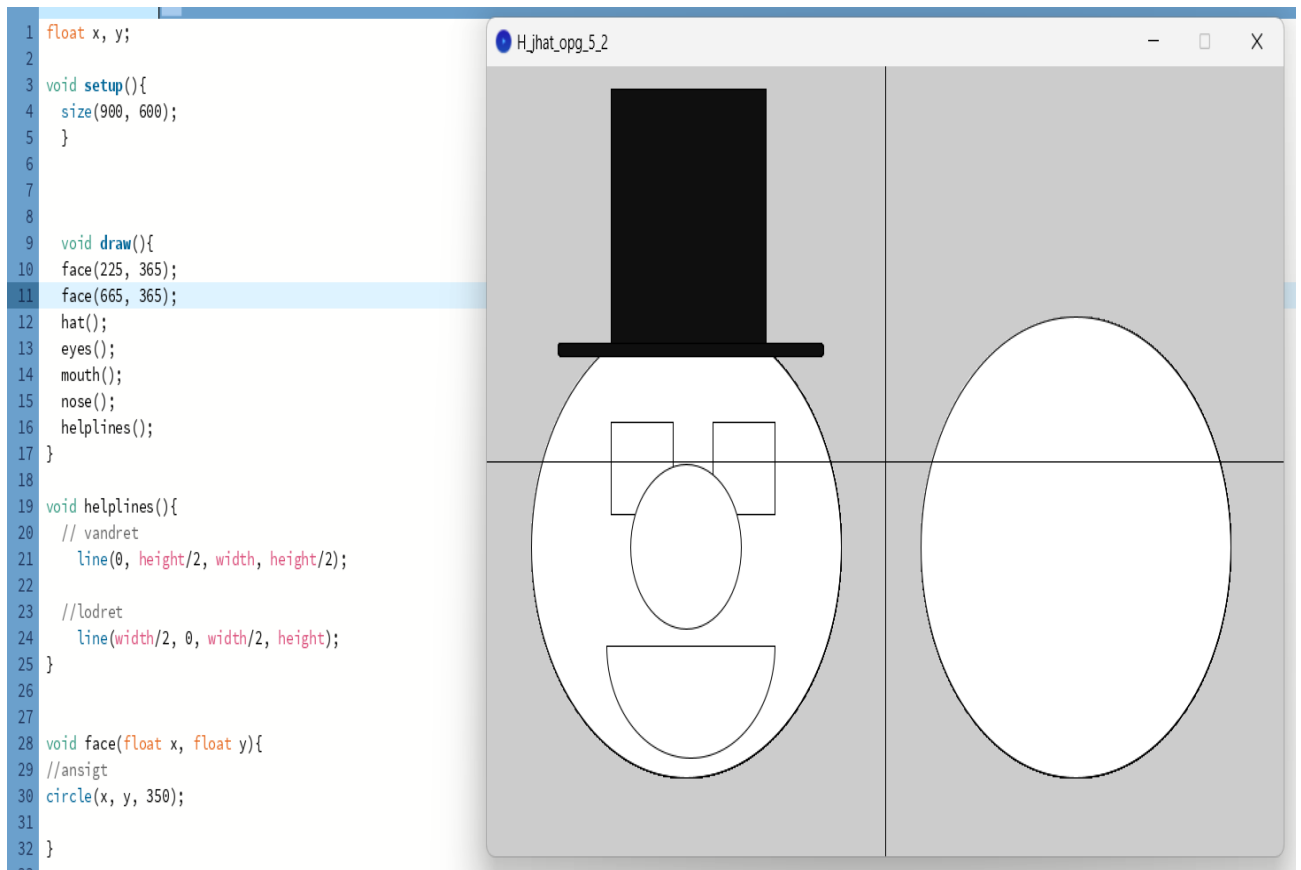 1 float x, y;
2
3 void setup(){
4 size(900, 600);
5 }
6
7
8
9 void draw(){
10 face(225, 365);
11 face(665, 365);
12 hat();
13 eyes();
14 mouth();
15 nose();
16 helplines();
17 }
18
19 void helplines(){
20 // vandret
21 line(0, height/2, width, height/2);
22
23 //lodret
24 line(width/2, 0, width/2, height);
25 }
26
27
28 void face(float x, float y){
29 //ansigt
30 circle(x, y, 350);
31
32 }
H_jhat_opg_5_2